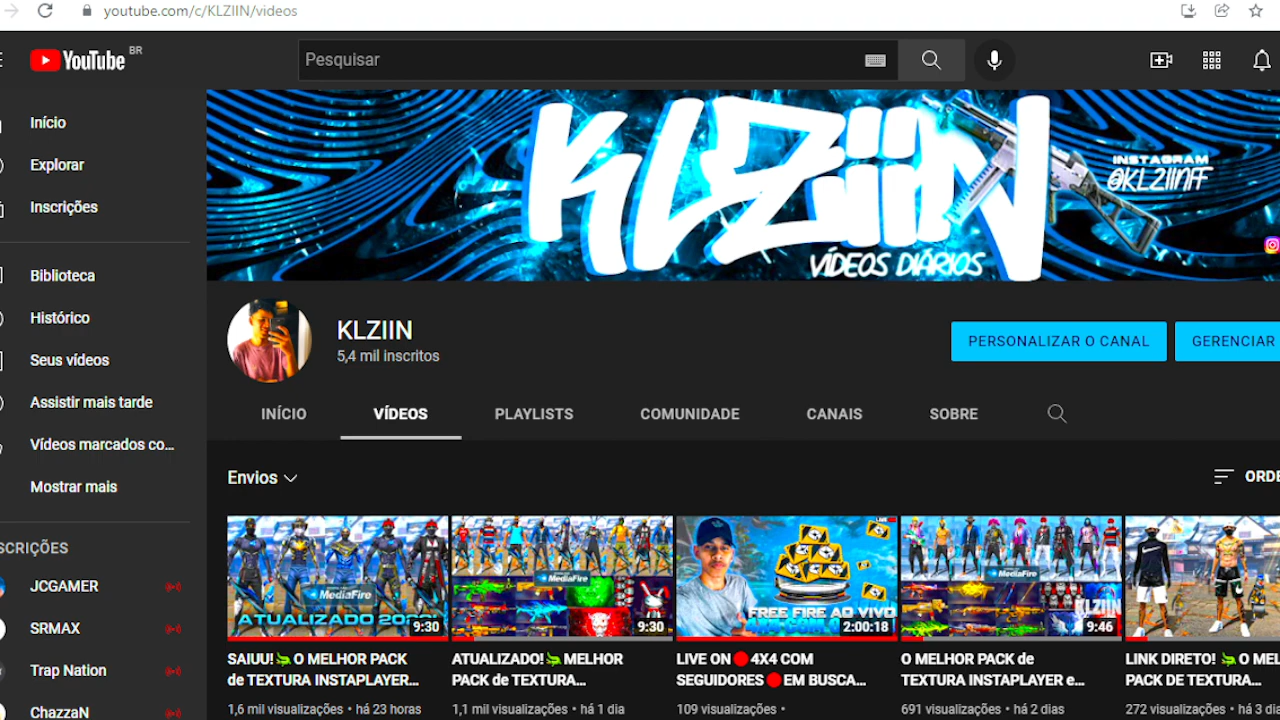 youtube.com/c/KLZIIN/videos
YouTube BR
Pesquisar
Início
Explorar
Inscrições
Biblioteca
Histórico
Seus vídeos
Assistir mais tarde
Vídeos marcados co...
Mostrar mais
SCRIÇÕES
JCGAMER
SRMAX
Trap Nation
ChazzaN
KLZIIN
VÍDEOS DIÁRIOS
INSTAGRAM
@KLZIINFF
KLZIIN
5,4 mil inscritos
PERSONALIZAR O CANAL
GERENCIAR
INÍCIO
VÍDEOS
PLAYLISTS
COMUNIDADE
CANAIS
SOBRE
Envios
ORDE
MediaFire
ATUALIZADO
9:30
SAIUU! O MELHOR PACK
de TEXTURA INSTAPLAYER...
1,6 mil visualizações • há 23 horas
MediaFire
9:30
ATUALIZADO! MELHOR
PACK de TEXTURA...
1,1 mil visualizações • há 1 dia
FREE FIRE AO VIVO
2:00:18
LIVE ON 4X4 COM
SEGUIDORES EM BUSCA...
109 visualizações •
MediaFire
KLZIIN
9:46
O MELHOR PACK de
TEXTURA INSTAPLAYER e...
691 visualizações • há 2 dias
LINK DIRETO! O MEL
PACK DE TEXTURA...
272 visualizações • há 3 dia